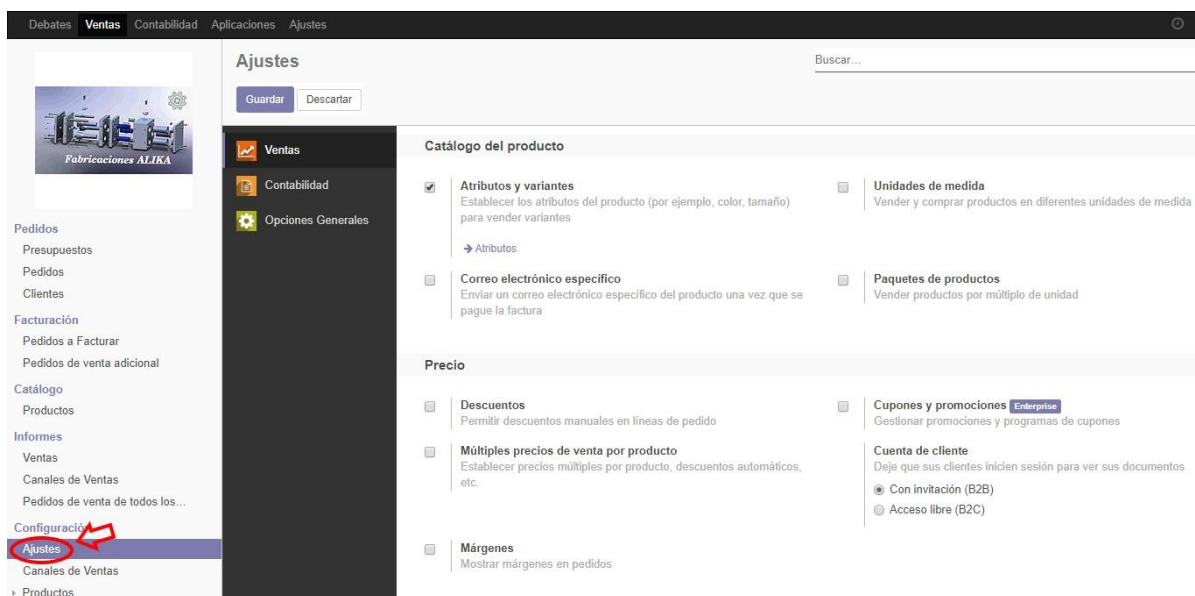 Debates Ventas Contabilidad Aplicaciones Ajustes
Fabricaciones ALIKA
Pedidos
Presupuestos
Pedidos
Clientes
Facturación
Pedidos a Facturar
Pedidos de venta adicional
Catálogo
Productos
Informes
Ventas
Canales de Ventas
Pedidos de venta de todos los...
Configuración
Ajustes
Canales de Ventas
Productos
Ajustes
Buscar...
Guardar Descartar
Ventas
Contabilidad
Opciones Generales
Catálogo del producto
Atributos y variantes
Establecer los atributos del producto (por ejemplo, color, tamaño)
para vender variantes
Atributos
Unidades de medida
Vender y comprar productos en diferentes unidades de medida
Correo electrónico específico
Enviar un correo electrónico específico del producto una vez que se
pague la factura
Paquetes de productos
Vender productos por múltiplo de unidad
Precio
Descuentos
Permitir descuentos manuales en líneas de pedido
Cupones y promociones Enterprise
Gestionar promociones y programas de cupones
Múltiples precios de venta por producto
Establecer precios múltiples por producto, descuentos automáticos,
etc.
Cuenta de cliente
Deje que sus clientes inicien sesión para ver sus documentos
Con invitación (B2B)
Acceso libre (B2C)
Márgenes
Mostrar márgenes en pedidos